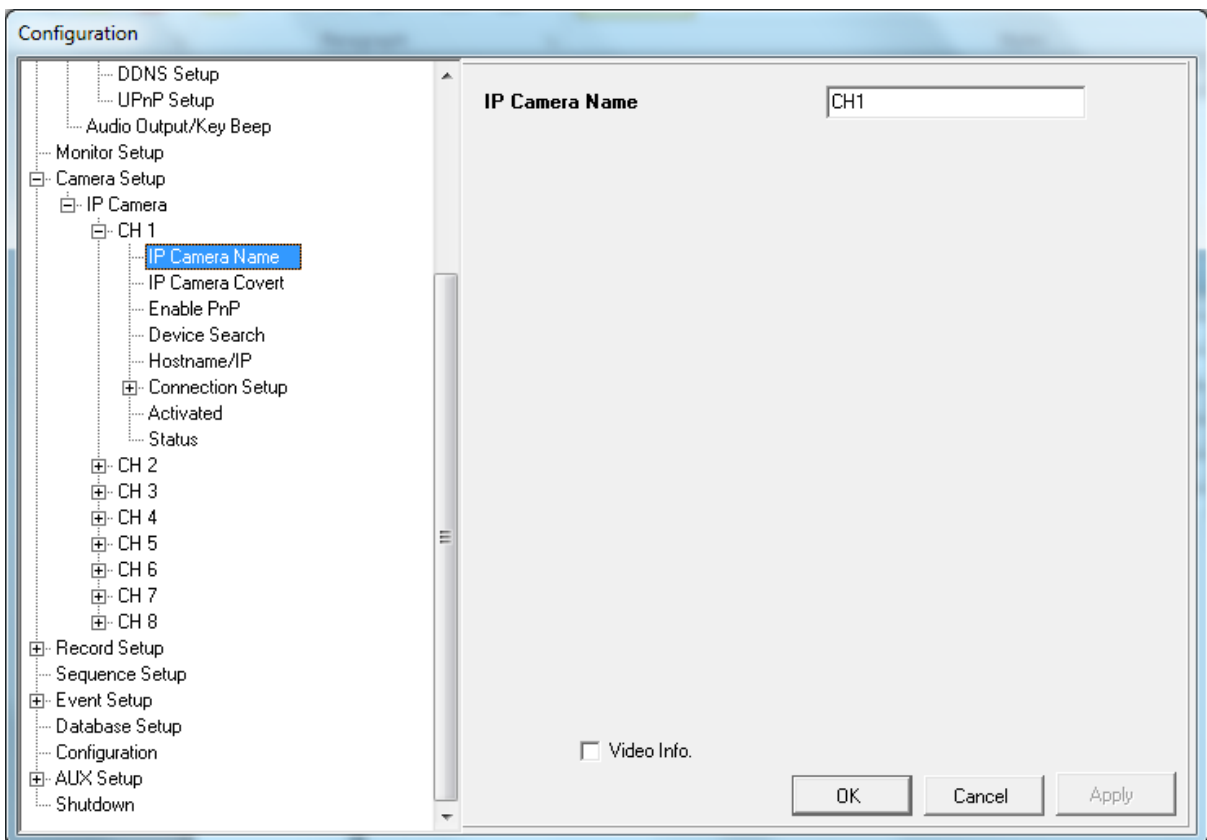 Configuration
DDNS Setup
UPnP Setup
Audio Output/Key Beep
Monitor Setup
Camera Setup
IP Camera
CH 1
IP Camera Name
IP Camera Covert
Enable PnP
Device Search
Hostname/IP
Connection Setup
Activated
Status
CH 2
CH 3
CH 4
CH 5
CH 6
CH 7
CH 8
Record Setup
Sequence Setup
Event Setup
Database Setup
Configuration
AUX Setup
Shutdown
IP Camera Name CH1
Video Info.
OK Cancel Apply